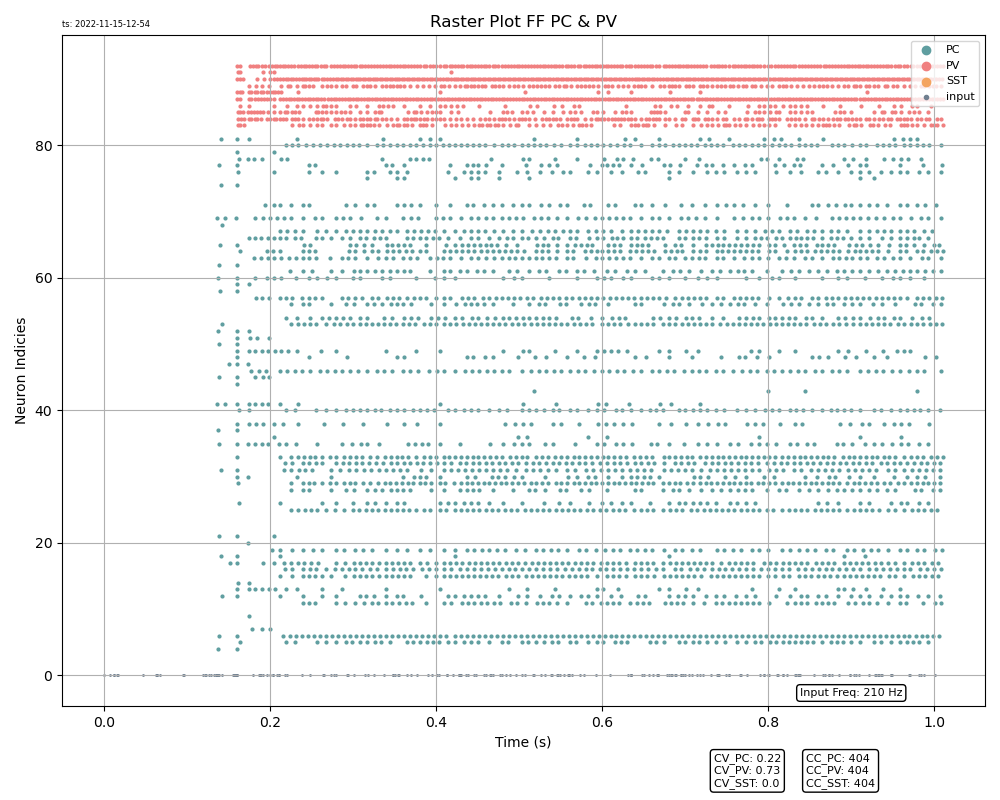 ts: 2022-11-15-12-54
Raster Plot FF PC & PV
PC
PV
SST
input
Neuron Indicies
80
60
40
20
0
Input Freq: 210 Hz
0.0 0.2 0.4 0.6 0.8 1.0
Time (s)
CV_PC: 0.22
CV_PV: 0.73
CV_SST: 0.0
CC_PC: 404
CC_PV: 404
CC_SST: 404